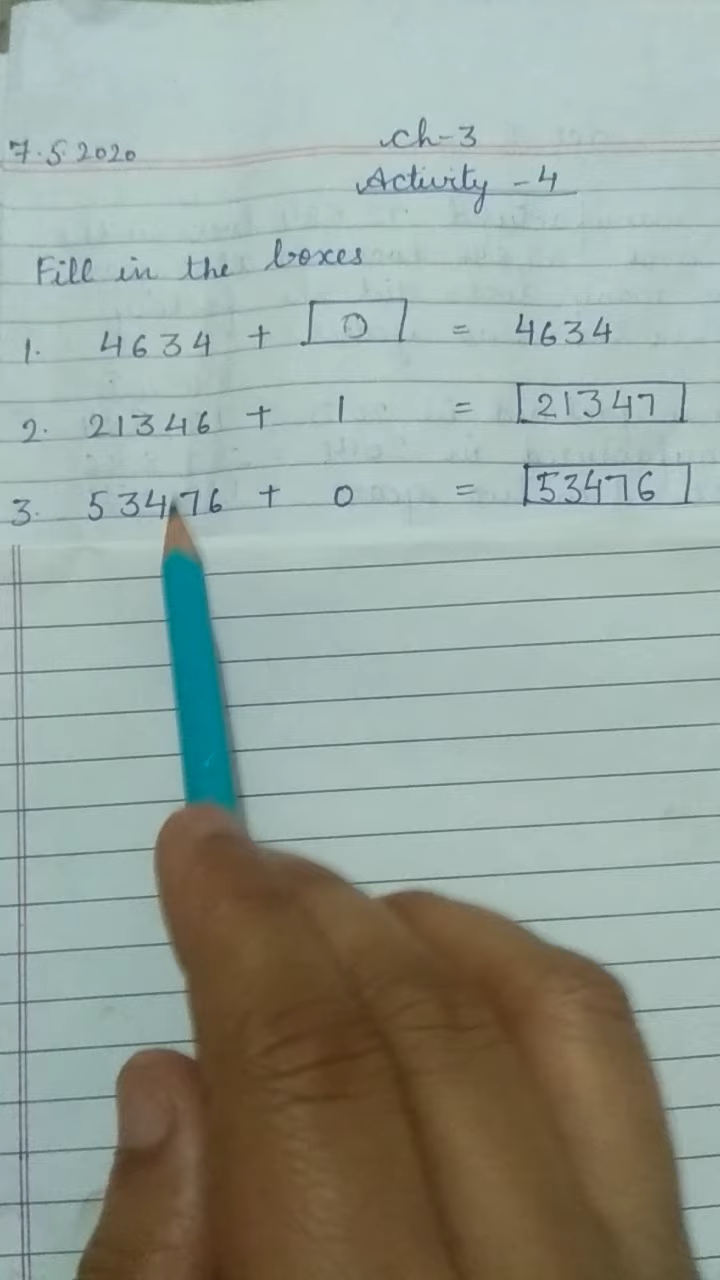 7.5.2020
Ch-3
Activity - 4
Fill in the boxes
1. 4634 + 0 = 4634
2. 21346 + 1 = 21347
3. 53476 + 0 = 53476